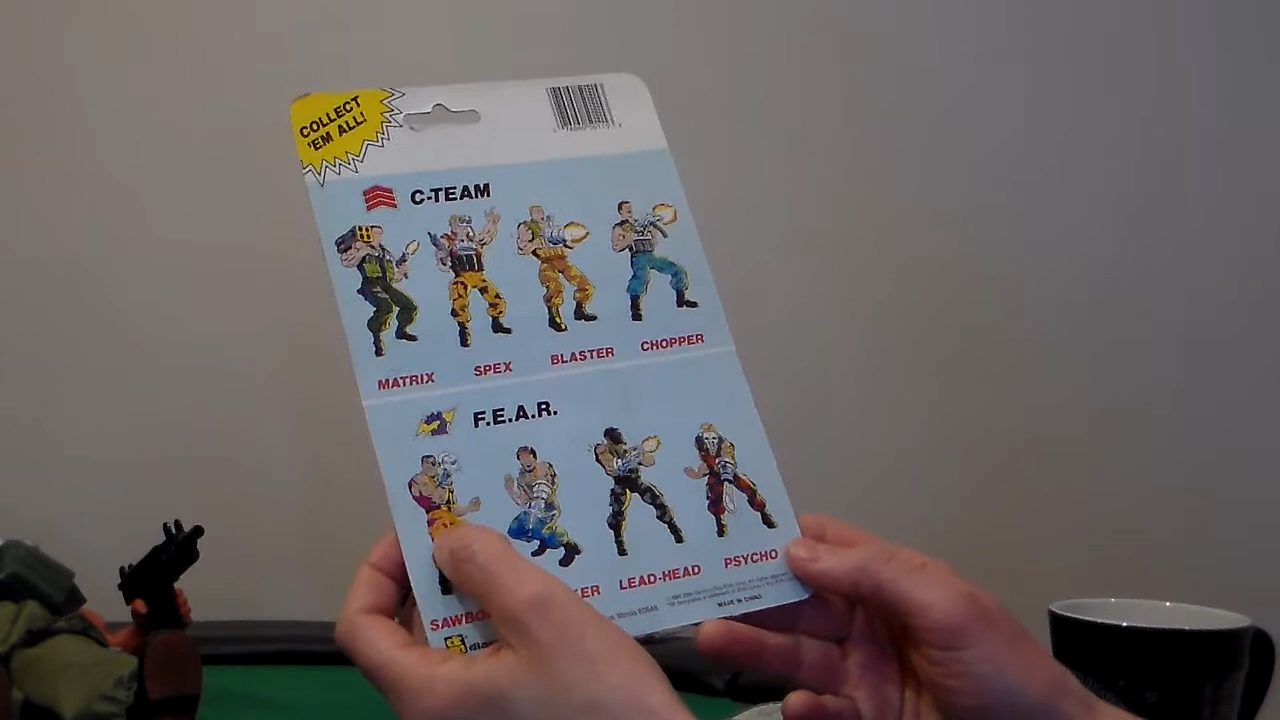 COLLECT
'EM ALL!
C-TEAM
MATRIX SPEX BLASTER CHOPPER
F.E.A.R.
LEAD-HEAD PSYCHO
MADE IN CHINA